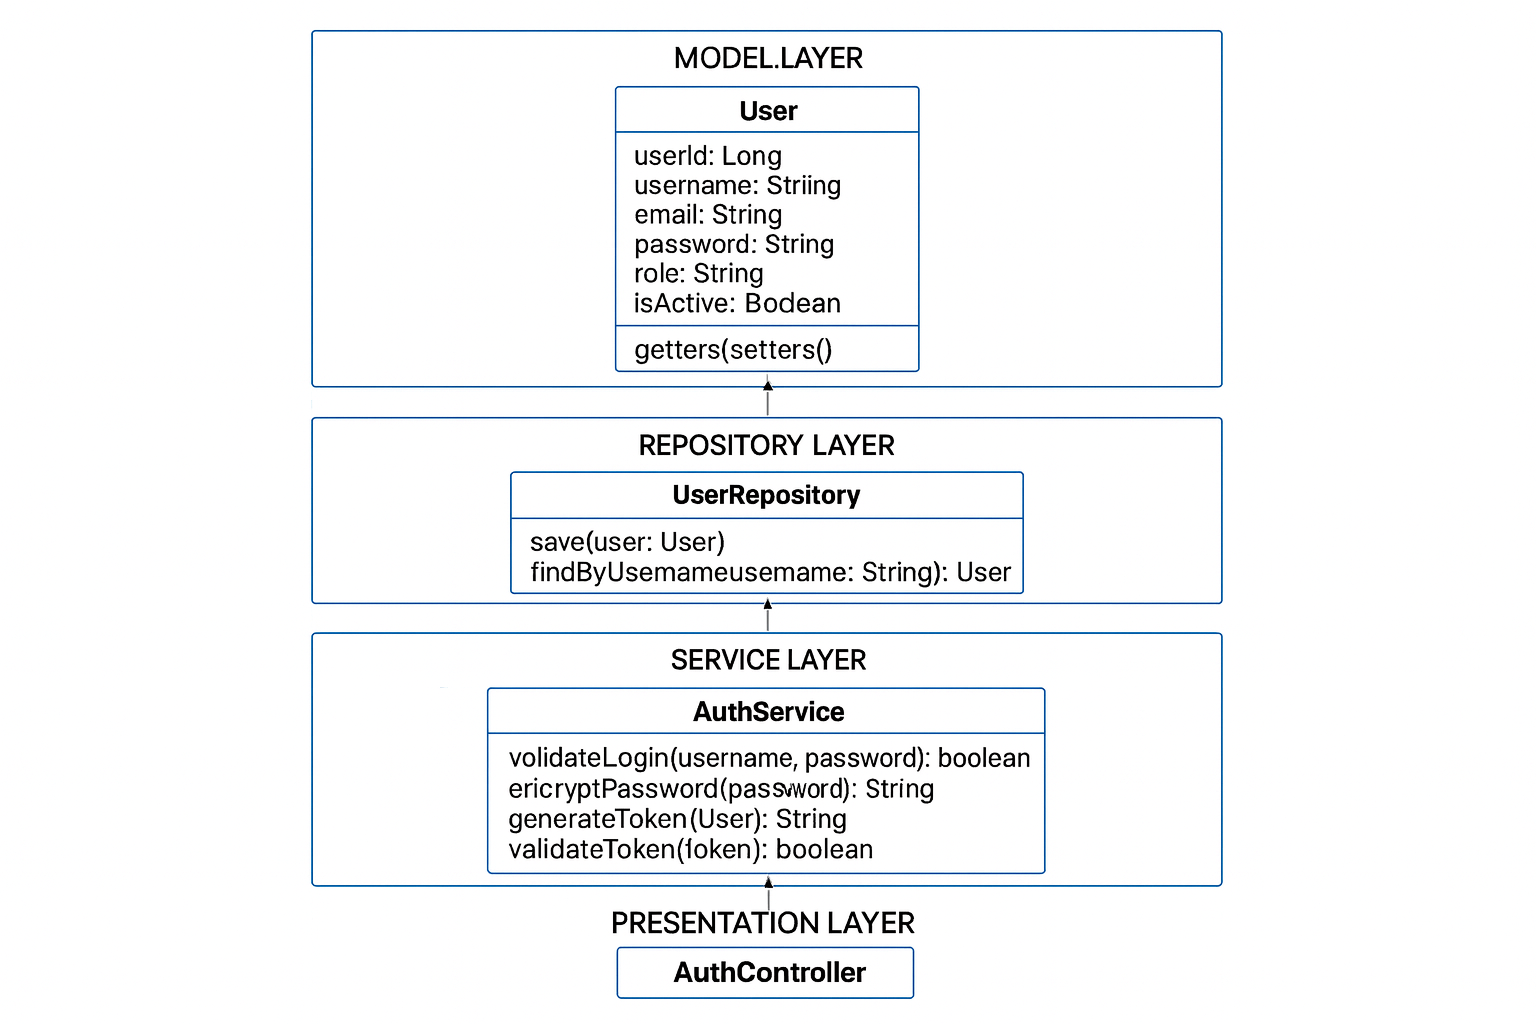 MODEL.LAYER
User
userId: Long
username: Striing
email: String
password: String
role: String
isActive: Bodean
getters(setters()
REPOSITORY LAYER
UserRepository
save(user: User)
findByUsemameusemame: String): User
SERVICE LAYER
AuthService
volidateLogin(username, password): boolean
ericryptPassword(password): String
generateToken(User): String
validateToken(token): boolean
PRESENTATION LAYER
AuthController